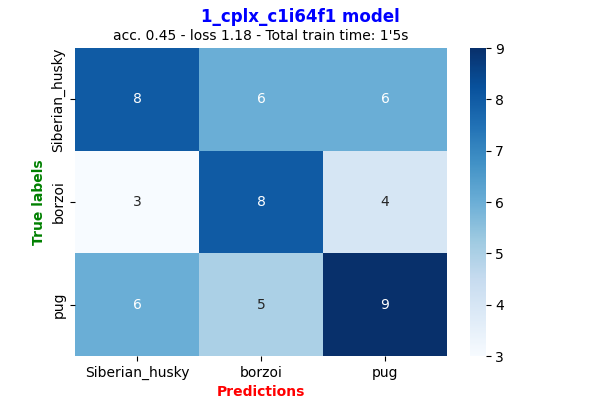 1_cplx_c1i64f1 model
acc. 0.45 - loss 1.18 - Total train time: 1'5s
True labels
Siberian_husky
borzoi
pug
8 6 6
3 8 4
6 5 9
Siberian_husky borzoi pug
Predictions
9
8
7
6
5
4
3